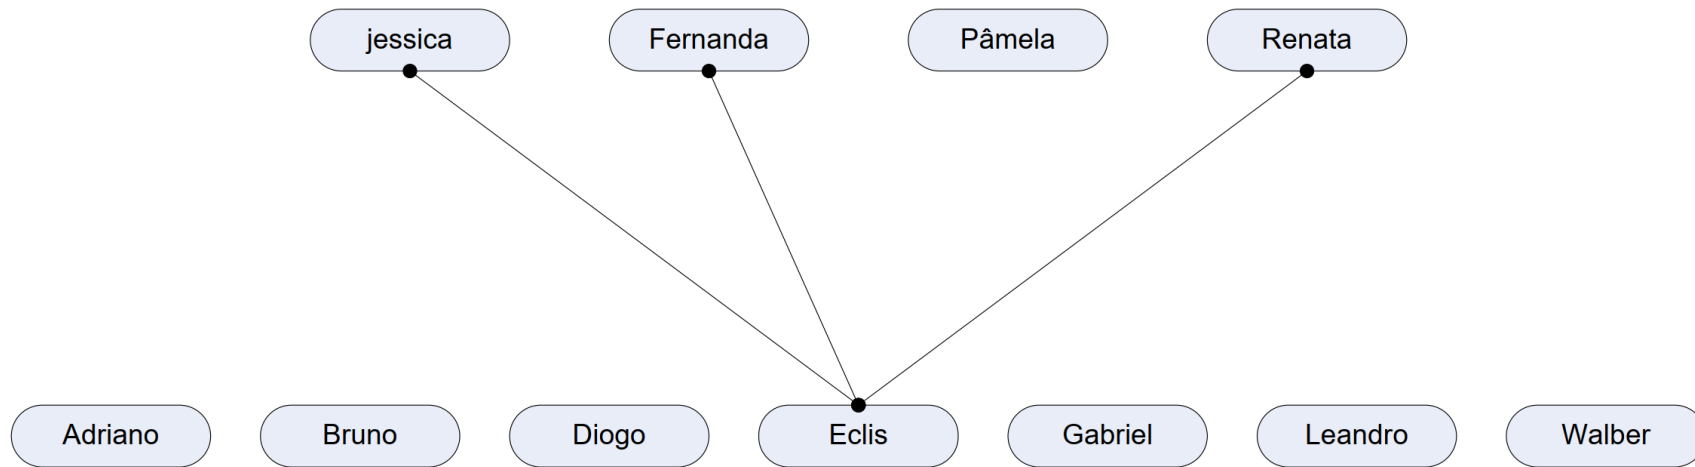 jessica
Fernanda
Pâmela
Renata
Adriano
Bruno
Diogo
Eclis
Gabriel
Leandro
Walber